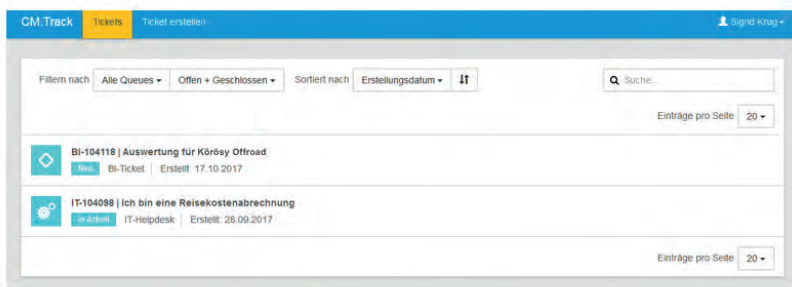 CM.Track Tickets Ticket erstellen Sigrid Krug
Filtern nach Alle Queues Offen + Geschlossen Sortiert nach Erstellungsdatum Suche...
Einträge pro Seite 20
BI-104118 | Auswertung für Körösy Offroad
Neu BI-Ticket Erstellt: 17.10.2017
IT-104098 | ich bin eine Reisekostenabrechnung
in Arbeit IT-Helpdesk Erstellt: 28.09.2017
Einträge pro Seite 20